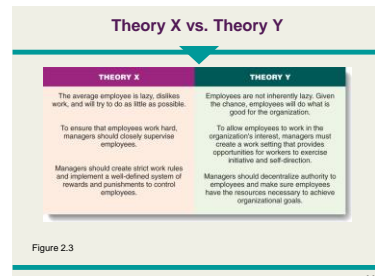 Theory X vs. Theory Y
THEORY X
The average employee is lazy, dislikes
work, and will try to do as little as possible.
To ensure that employees work hard,
managers should closely supervise
employees.
Managers should create strict work rules
and implement a well-defined system of
rewards and punishments to control
employees.
THEORY Y
Employees are not inherently lazy. Given
the chance, employees will do what is
good for the organization.
To allow employees to work in the
organization's interest, managers must
create a work setting that provides
opportunities for workers to exercise
initiative and self-direction.
Managers should decentralize authority to
employees and make sure employees
have the resources necessary to achieve
organizational goals.
Figure 2.3